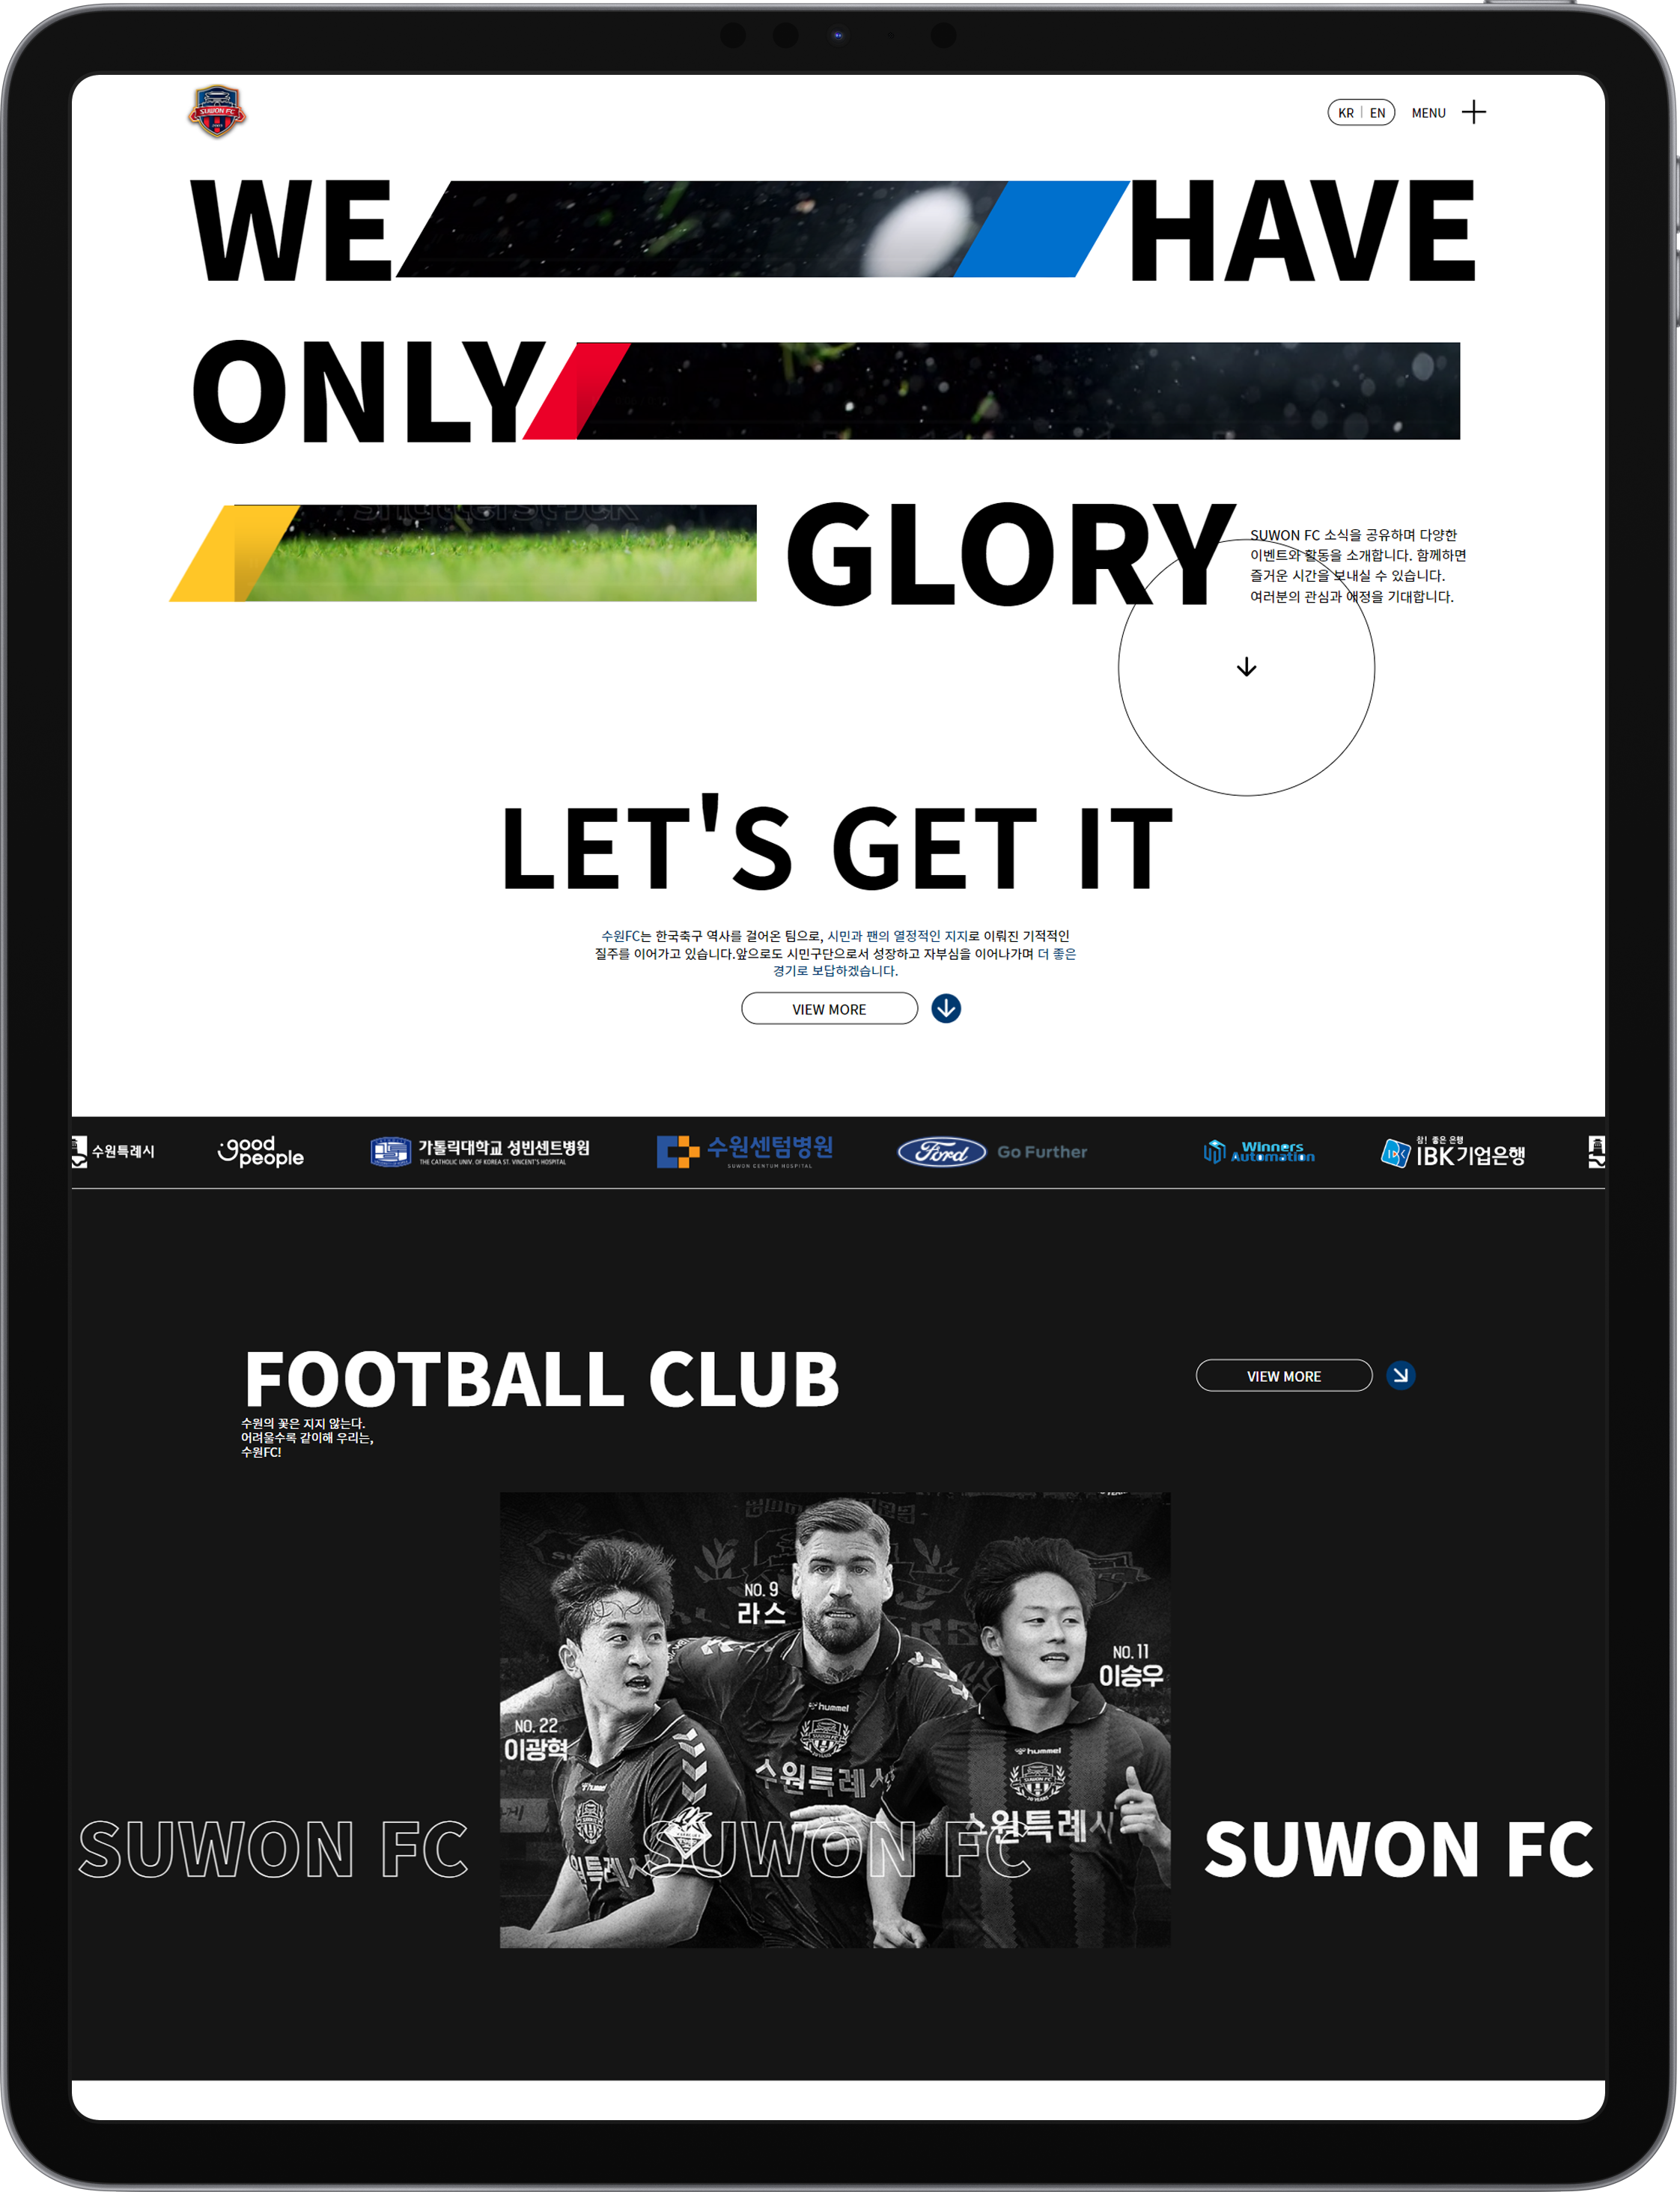 SUWON FC
KR | EN
MENU
WE HAVE
ONLY
shutterstock
GLORY
SUWON FC 소식을 공유하며 다양한
이벤트와 활동을 소개합니다. 함께하면
즐거운 시간을 보내실 수 있습니다.
여러분의 관심과 애정을 기대합니다.
LET'S GET IT
수원FC는 한국축구 역사를 걸어온 팀으로, 시민과 팬의 열정적인 지지로 이뤄진 기적적인
질주를 이어가고 있습니다.앞으로도 시민구단으로서 성장하고 자부심을 이어나가며 더 좋은
경기로 보답하겠습니다.
VIEW MORE
수원특례시
good
people
가톨릭대학교 성빈센트병원
THE CATHOLIC UNIV. OF KOREA ST. VINCENT'S HOSPITAL
수원센텀병원
SUWON CENTUM HOSPITAL
Ford Go Further
Winners
Automation
참! 좋은 은행
IBK기업은행
FOOTBALL CLUB
VIEW MORE
수원의 꽃은 지지 않는다.
어려울수록 같이해 우리는,
수원FC!
NO. 9
라스
NO. 11
이승우
NO. 22
이광혁
hummel
수원특례시
hummel
SUWON FC
수원특례시
hummel
SUWON FC SUWON FC SUWON FC